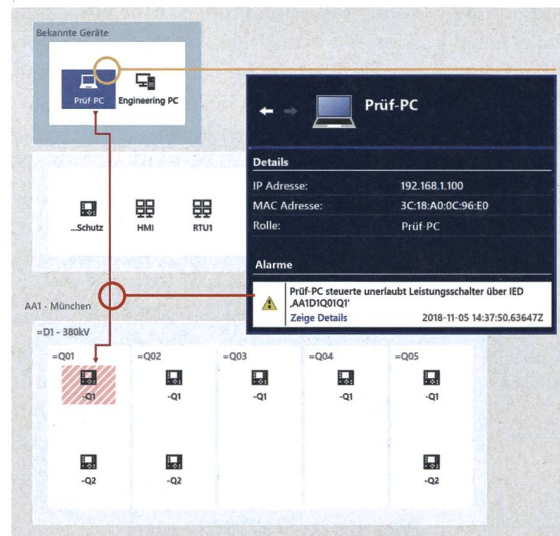 Bekannte Geräte
Prüf PC
Engineering PC
Prüf-PC
Details
IP Adresse: 192.168.1.100
MAC Adresse: 3C:18:A0:0C:96:E0
Rolle: Prüf-PC
Alarme
Prüf-PC steuerte unerlaubt Leistungsschalter über IED
‚AA1D1Q01Q1'
Zeige Details 2018-11-05 14:37:50.63647Z
...Schutz
HMI
RTU1
AA1 - München
=D1 - 380kV
=Q01 =Q02 =Q03 =Q04 =Q05
-Q1 -Q1 -Q1 -Q1 -Q1
-Q2 -Q2 -Q2